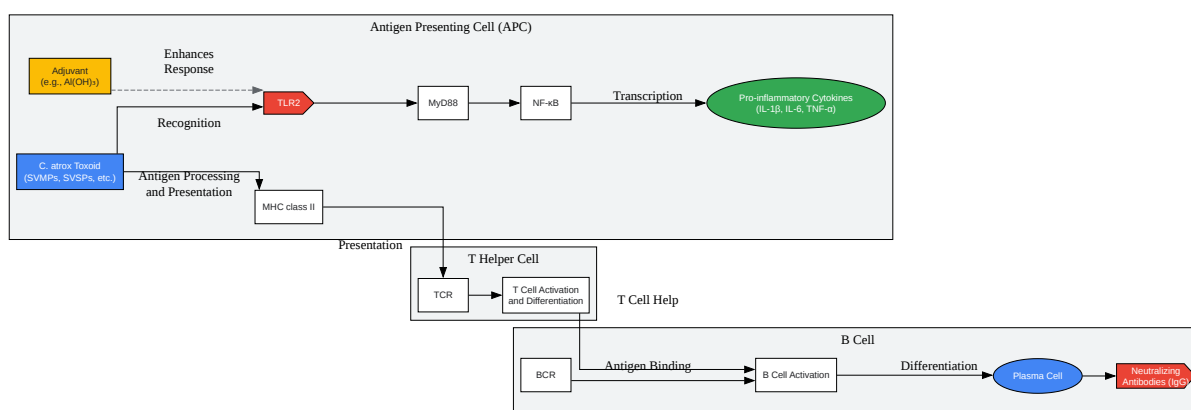 Antigen Presenting Cell (APC)
Enhances
Response
Adjuvant
(e.g., Al(OH)₃)
TLR2
MyD88
NF-κB
Transcription
Pro-inflammatory Cytokines
(IL-1β, IL-6, TNF-α)
Recognition
C. atrox Toxoid
(SVMPs, SVSPs, etc.)
Antigen Processing
and Presentation
MHC class II
Presentation
T Helper Cell
TCR
T Cell Activation
and Differentiation
T Cell Help
B Cell
BCR
Antigen Binding
B Cell Activation
Differentiation
Plasma Cell
Neutralizing
Antibodies (IgG)